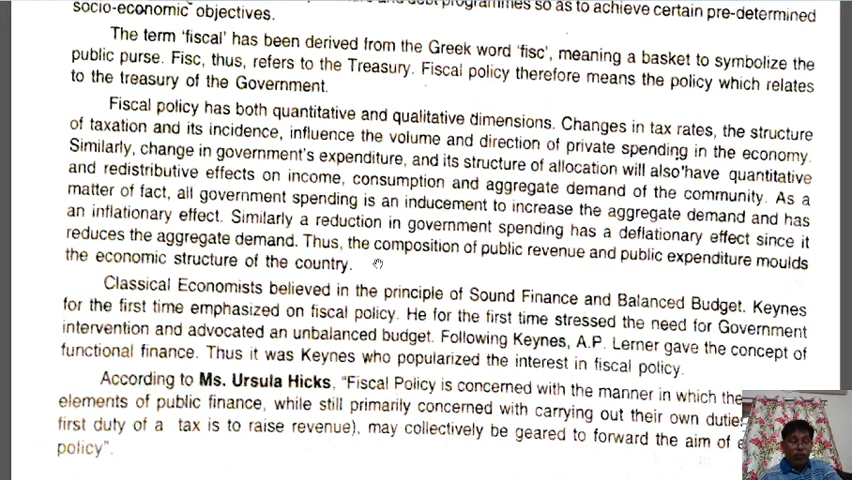 programmes so as to achieve certain pre-determined
socio-economic objectives.
The term 'fiscal' has been derived from the Greek word 'fisc', meaning a basket to symbolize the
public purse. Fisc, thus, refers to the Treasury. Fiscal policy therefore means the policy which relates
to the treasury of the Government.
Fiscal policy has both quantitative and qualitative dimensions. Changes in tax rates, the structure
of taxation and its incidence, influence the volume and direction of private spending in the economy.
Similarly, change in government's expenditure, and its structure of allocation will also have quantitative
and redistributive effects on income, consumption and aggregate demand of the community. As a
matter of fact, all government spending is an inducement to increase the aggregate demand and has
an inflationary effect. Similarly a reduction in government spending has a deflationary effect since it
reduces the aggregate demand. Thus, the composition of public revenue and public expenditure moulds
the economic structure of the country.
Classical Economists believed in the principle of Sound Finance and Balanced Budget. Keynes
for the first time emphasized on fiscal policy. He for the first time stressed the need for Government
intervention and advocated an unbalanced budget. Following Keynes, A.P. Lerner gave the concept of
functional finance. Thus it was Keynes who popularized the interest in fiscal policy.
According to Ms. Ursula Hicks, "Fiscal Policy is concerned with the manner in which the
elements of public finance, while still primarily concerned with carrying out their own
first duty of a tax is to raise revenue), may collectively be geared to forward the aim of
policy".